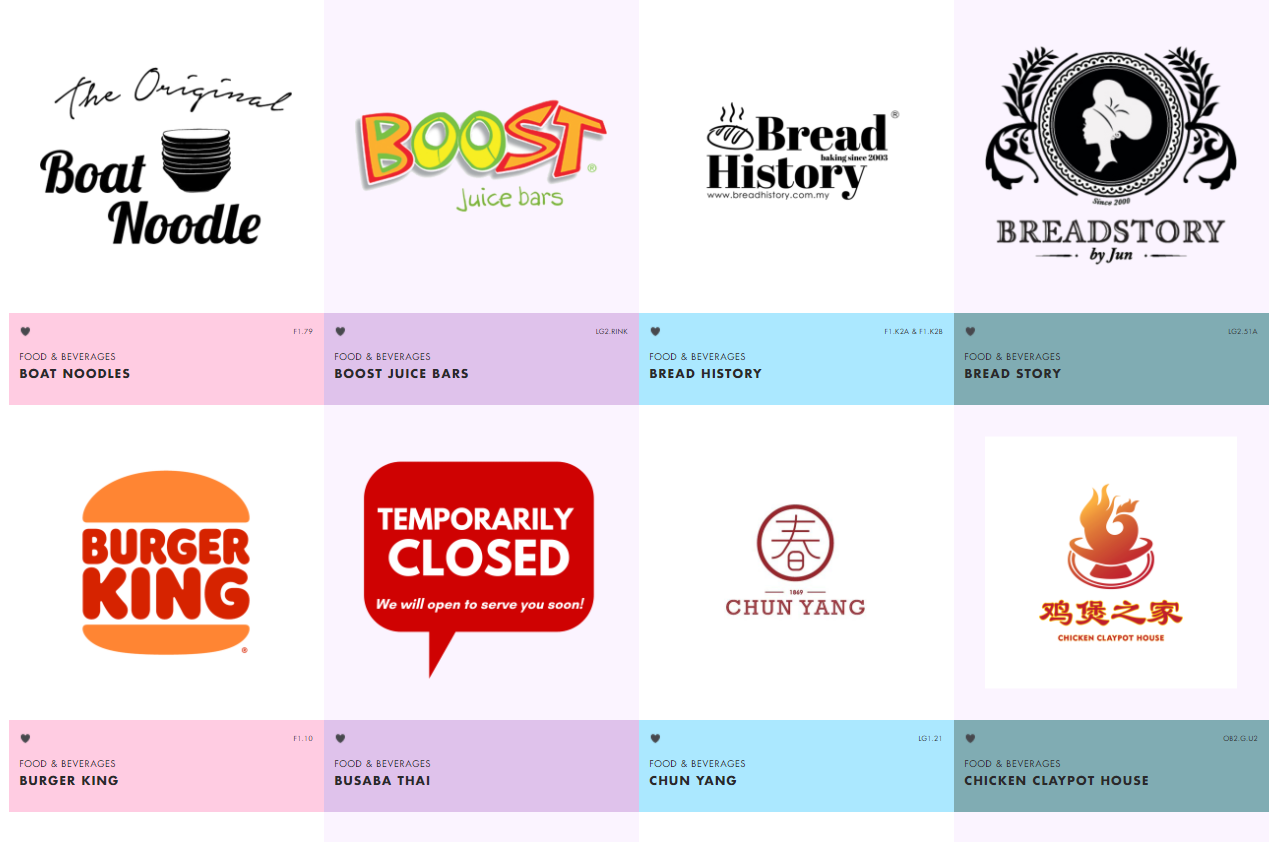 the Original
Boat
Noodle
BOOST
®
juice bars
Bread ®
baking since 2003
History
www.breadhistory.com.my
Since 2000
BREADSTORY
by Jun
F1.79
FOOD & BEVERAGES
BOAT NOODLES
LG2.RINK
FOOD & BEVERAGES
BOOST JUICE BARS
F1.K2A & F1.K2B
FOOD & BEVERAGES
BREAD HISTORY
LG2.51A
FOOD & BEVERAGES
BREAD STORY
BURGER
KING
®
TEMPORARILY
CLOSED
We will open to serve you soon!
春
1869
CHUN YANG
鸡煲之家
CHICKEN CLAYPOT HOUSE
F1.10
FOOD & BEVERAGES
BURGER KING
FOOD & BEVERAGES
BUSABA THAI
LG1.21
FOOD & BEVERAGES
CHUN YANG
OB2.G.U2
FOOD & BEVERAGES
CHICKEN CLAYPOT HOUSE